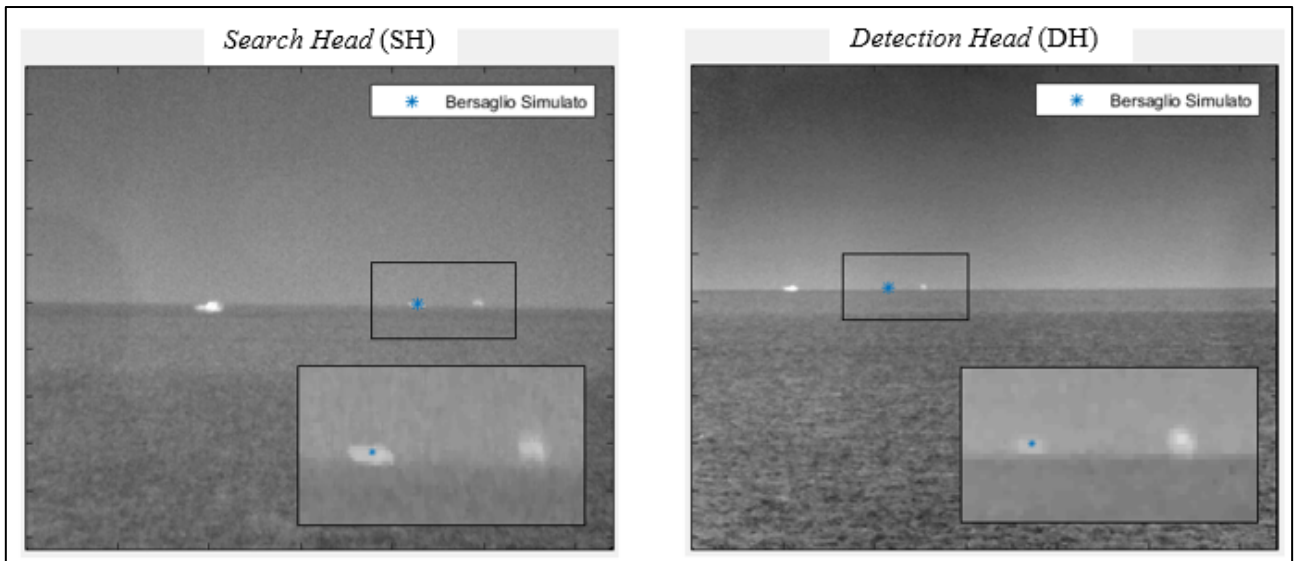 Search Head (SH)
Detection Head (DH)
Bersaglio Simulato
Bersaglio Simulato